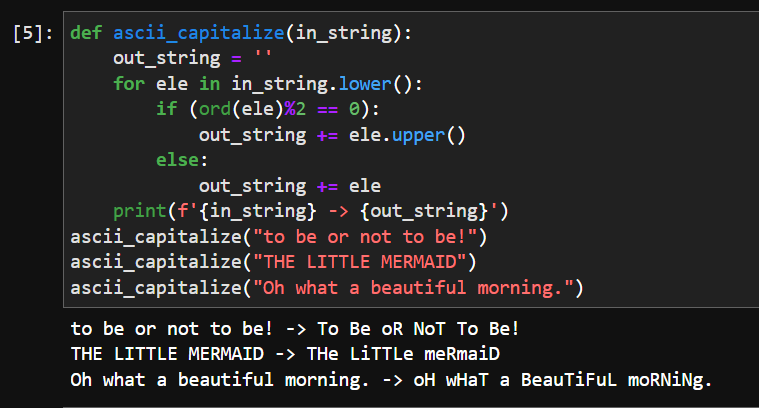 [5]: def ascii_capitalize(in_string):
    out_string = ''
    for ele in in_string.lower():
        if (ord(ele)%2 == 0):
            out_string += ele.upper()
        else:
            out_string += ele
    print(f'{in_string} -> {out_string}')
ascii_capitalize("to be or not to be!")
ascii_capitalize("THE LITTLE MERMAID")
ascii_capitalize("Oh what a beautiful morning.")
to be or not to be! -> To Be oR NoT To Be!
THE LITTLE MERMAID -> THe LiTTLe meRmaiD
Oh what a beautiful morning. -> oH wHaT a BeauTiFuL moRNiNg.